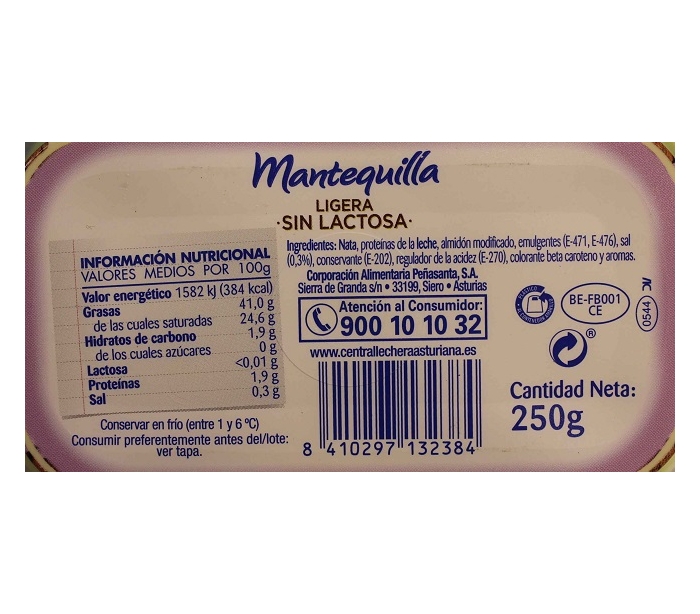 Mantequilla
LIGERA
·SIN LACTOSA·
INFORMACIÓN NUTRICIONAL
VALORES MEDIOS POR 100g
Valor energético 1582 kJ (384 kcal)
Grasas 41,0 g
de las cuales saturadas 24,6 g
Hidratos de carbono 1,9 g
de los cuales azúcares 0 g
Lactosa <0,01 g
Proteínas 1,9 g
Sal 0,3 g
Conservar en frío (entre 1 y 6 ºC)
Consumir preferentemente antes del/lote:
ver tapa.
Ingredientes: Nata, proteínas de la leche, almidón modificado, emulgentes (E-471, E-476), sal
(0,3%), conservante (E-202), regulador de la acidez (E-270), colorante beta caroteno y aromas.
Corporación Alimentaria Peñasanta, S.A.
Sierra de Granda s/n • 33199, Siero • Asturias
Atención al Consumidor:
900 10 10 32
www.centrallecheraasturiana.es
8 410297 132384
BE-FB001
CE
0544
JC
®
Cantidad Neta:
250g